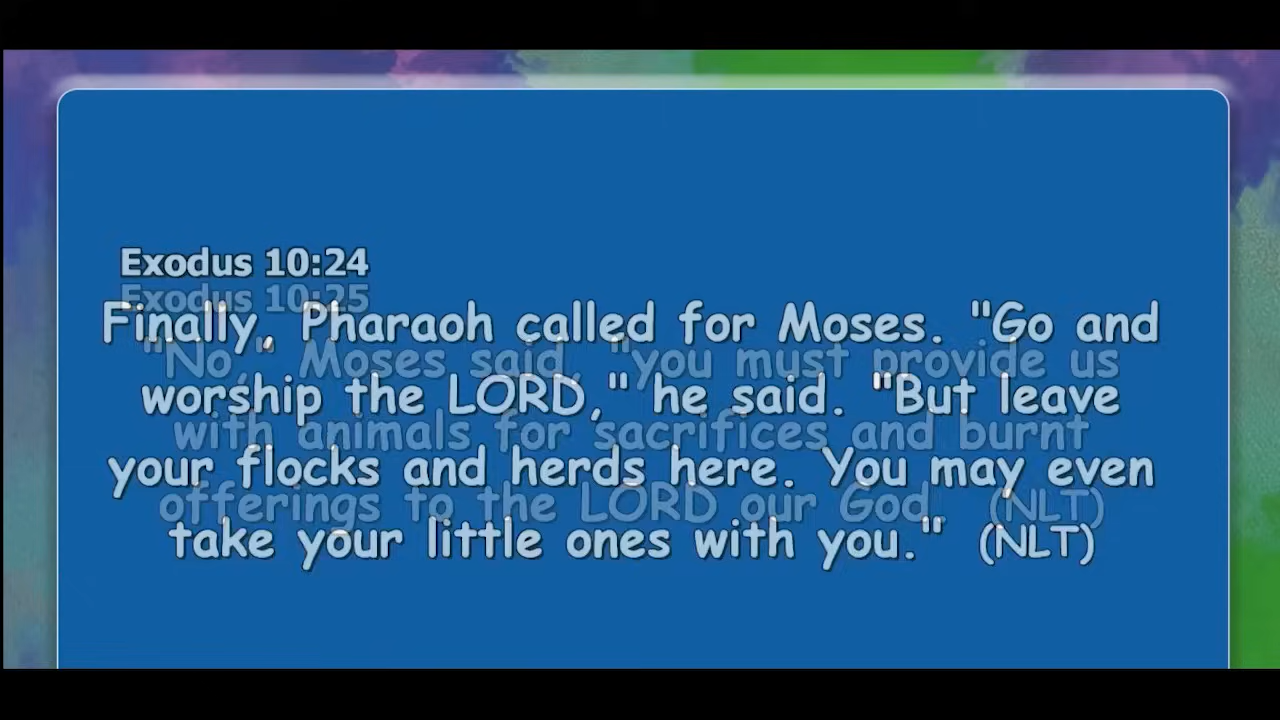 Exodus 10:24
Finally, Pharaoh called for Moses. "Go and
worship the LORD," he said. "But leave
your flocks and herds here. You may even
take your little ones with you." (NLT)
Exodus 10:25
"No," Moses said, "you must provide us
with animals for sacrifices and burnt
offerings to the LORD our God. (NLT)